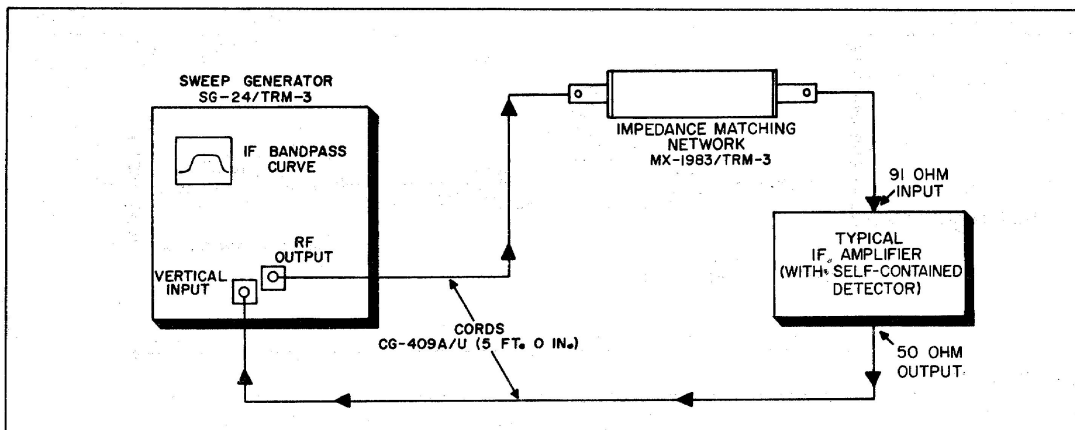 SWEEP GENERATOR
SG-24/TRM-3
IF BANDPASS
CURVE
RF
OUTPUT
VERTICAL
INPUT
IMPEDANCE MATCHING
NETWORK
MX-1983/TRM-3
91 OHM
INPUT
TYPICAL
IF AMPLIFIER
(WITH SELF-CONTAINED
DETECTOR)
CORDS
CG-409A/U (5 FT. 0 IN.)
50 OHM
OUTPUT